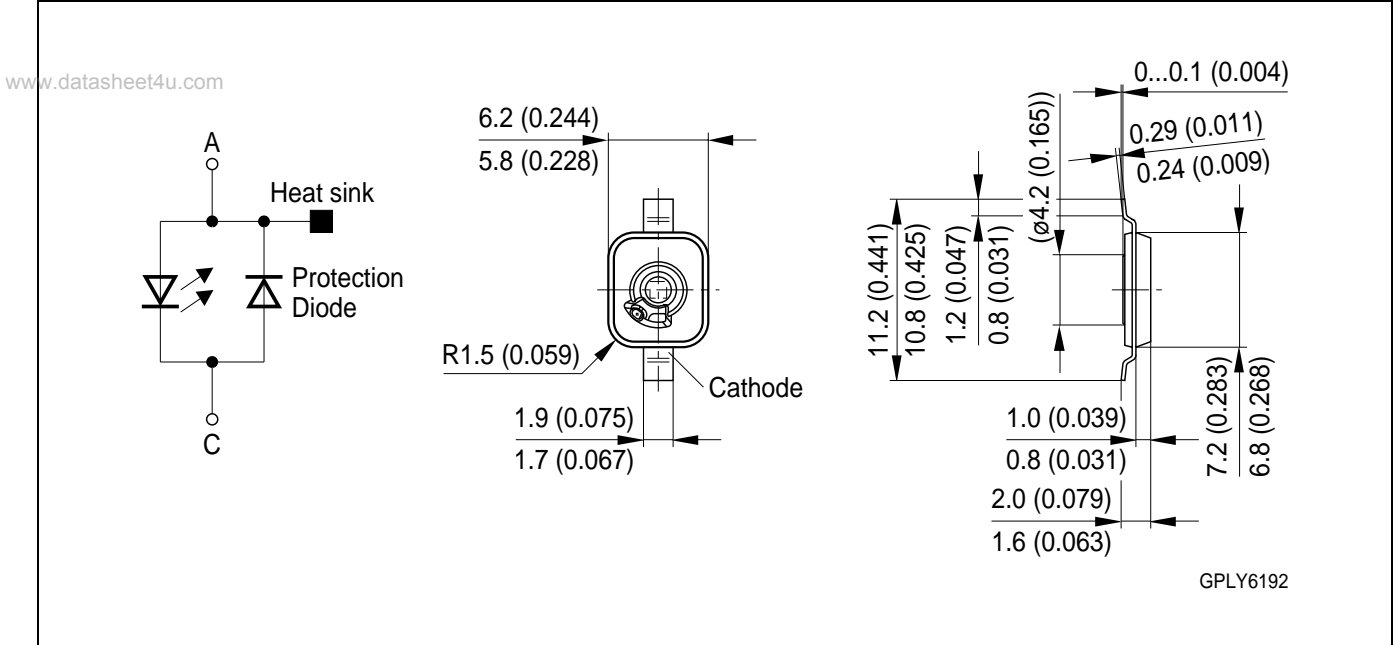 www.datasheet4u.com
A
Heat sink
Protection
Diode
C
6.2 (0.244)
5.8 (0.228)
R1.5 (0.059)
Cathode
1.9 (0.075)
1.7 (0.067)
0...0.1 (0.004)
0.29 (0.011)
0.24 (0.009)
(ø4.2 (0.165))
11.2 (0.441)
10.8 (0.425)
1.2 (0.047)
0.8 (0.031)
1.0 (0.039)
0.8 (0.031)
7.2 (0.283)
6.8 (0.268)
2.0 (0.079)
1.6 (0.063)
GPLY6192